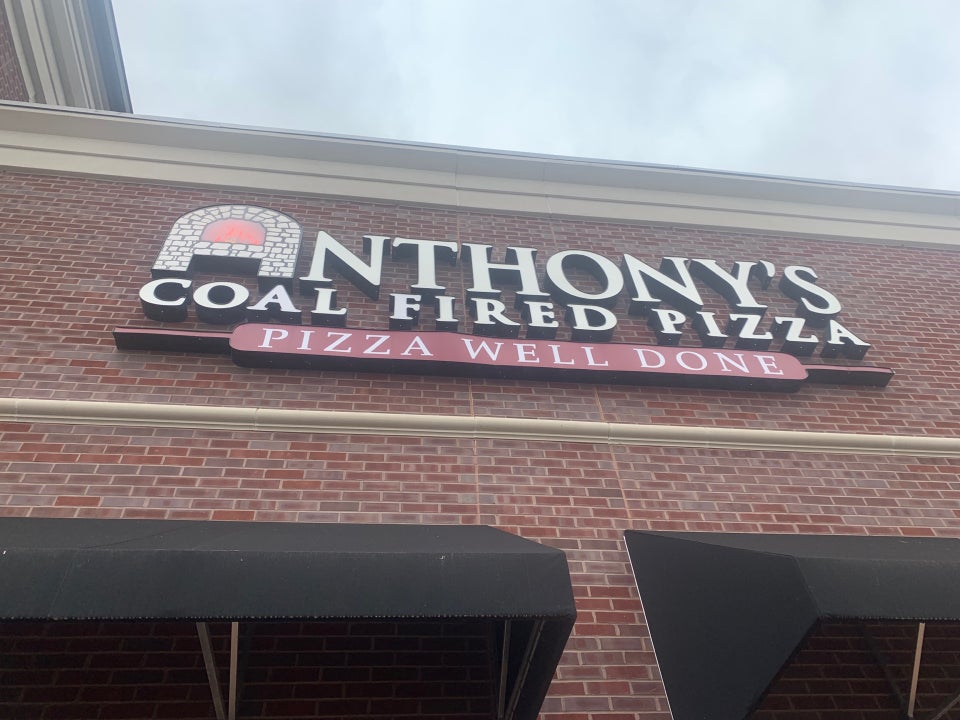 ANTHONY'S
COAL FIRED PIZZA
PIZZA WELL DONE